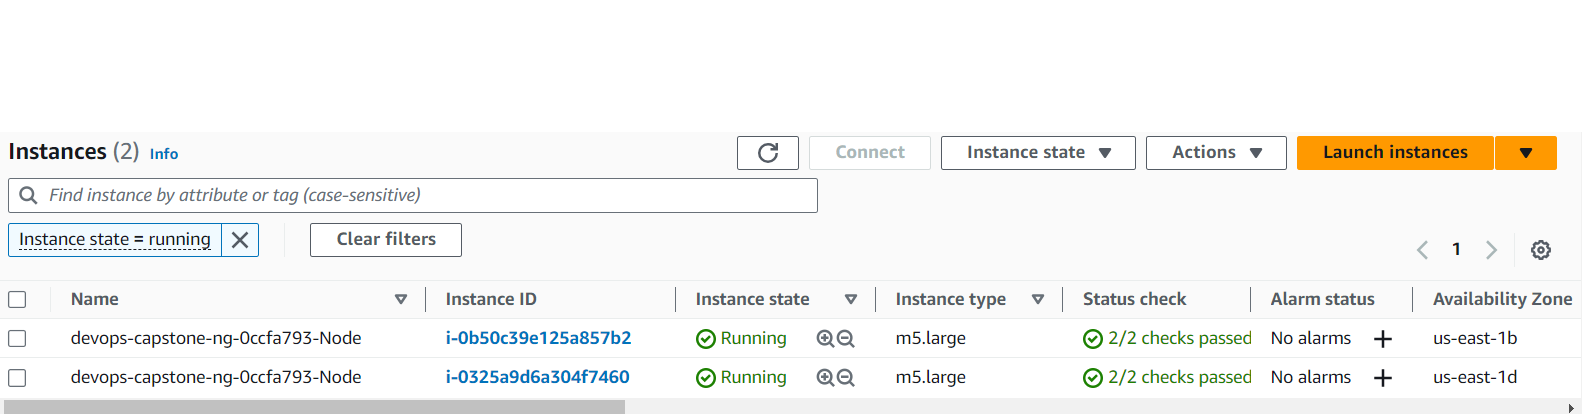 Instances (2) Info
Connect Instance state Actions Launch instances
Find instance by attribute or tag (case-sensitive)
Instance state = running Clear filters
1
Name Instance ID Instance state Instance type Status check Alarm status Availability Zone
devops-capstone-ng-0ccfa793-Node i-0b50c39e125a857b2 Running m5.large 2/2 checks passed No alarms us-east-1b
devops-capstone-ng-0ccfa793-Node i-0325a9d6a304f7460 Running m5.large 2/2 checks passed No alarms us-east-1d